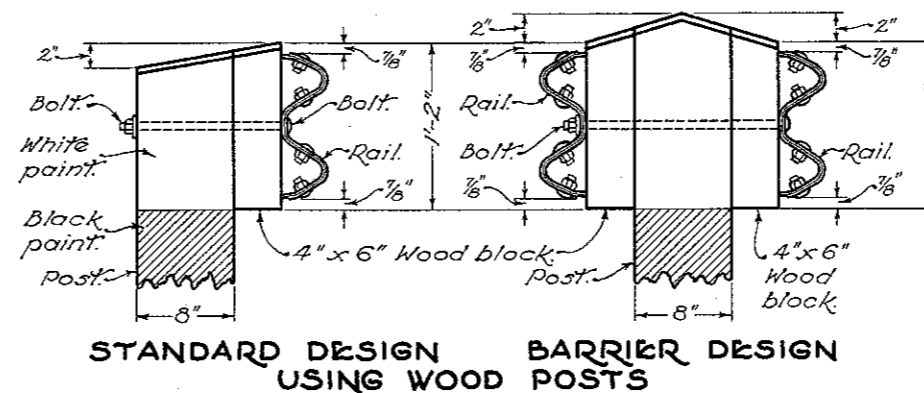 2"
7/8"
Bolt.
Bolt.
White
paint.
Rail.
7/8"
Black
paint.
Post.
8"
1'-2"
4" x 6" Wood block.
2"
2"
7/8"
7/8"
Rail.
Bolt.
Rail.
7/8"
7/8"
Post.
4" x 6"
Wood
block.
8"
STANDARD DESIGN
BARRIER DESIGN
USING WOOD POSTS